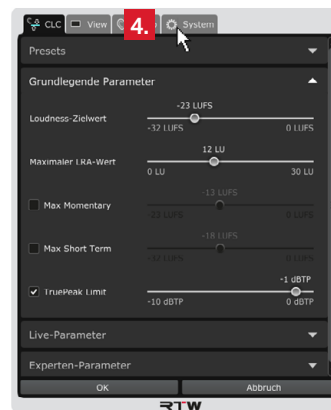 CLC View 4. System
Presets
Grundlegende Parameter
-23 LUFS
Loudness-Zielwert
-32 LUFS 0 LUFS
12 LU
Maximaler LRA-Wert
0 LU 30 LU
-13 LUFS
Max Momentary
-23 LUFS 0 LUFS
-18 LUFS
Max Short Term
-32 LUFS 0 LUFS
-1 dBTP
TruePeak Limit
-10 dBTP 0 dBTP
Live-Parameter
Experten-Parameter
OK Abbruch
RTW